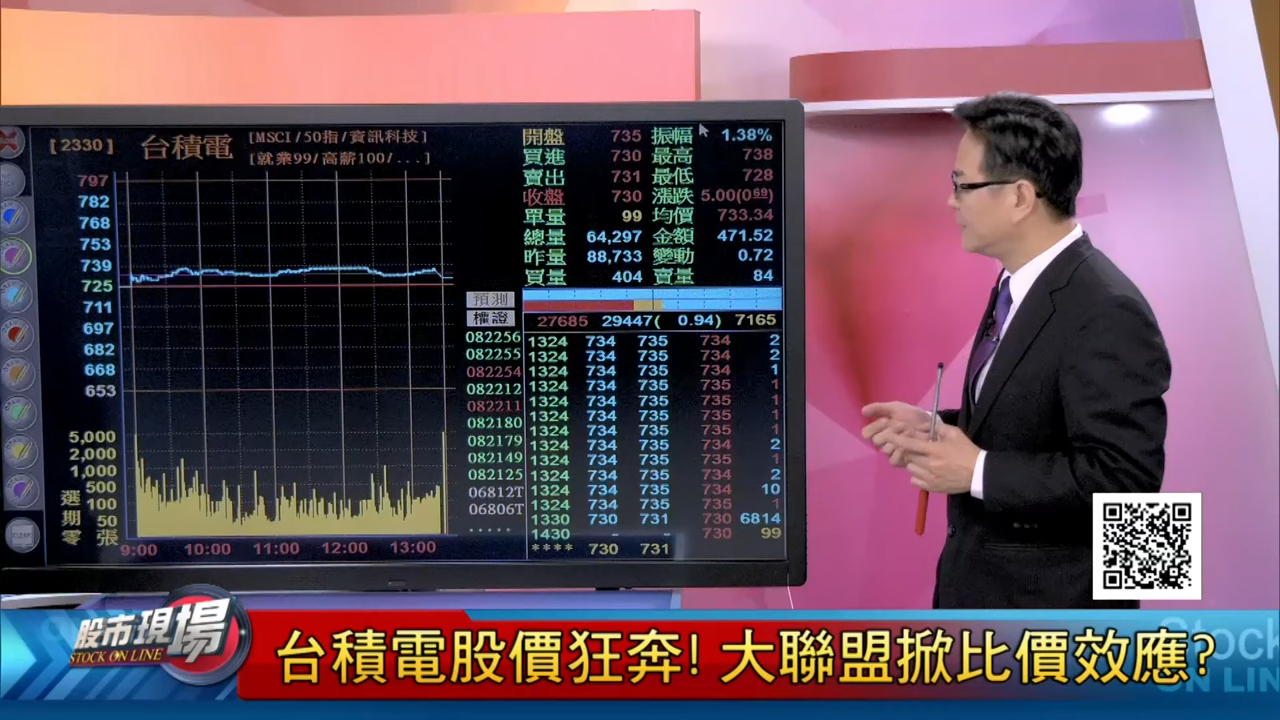 [2330] 台積電 [MSCI/50指/資訊科技]
[就業99/高薪100/...]
797
782
768
753
739
725
711
697
682
668
653
5,000
2,000
1,000
500
100
50
張
選期零
9:00 10:00 11:00 12:00 13:00
開盤 735 振幅 1.38%
買進 730 最高 738
賣出 731 最低 728
收盤 730 漲跌 5.00(0.69)
單量 99 均價 733.34
總量 64,297 金額 471.52
昨量 88,733 變動 0.72
買量 404 賣量 84
預測
權證
27685 29447( 0.94) 7165
082256
082255
082254
082212
082211
082180
082179
082149
082125
06812T
06806T
.....
1324 734 735 734 2
1324 734 735 734 2
1324 734 735 734 1
1324 734 735 735 1
1324 734 735 735 1
1324 734 735 735 1
1324 734 735 735 1
1324 734 735 734 2
1324 734 735 735 1
1324 734 735 734 2
1324 734 735 734 10
1324 734 735 735 1
1330 730 731 730 6814
1430 - - 730 99
**** 730 731
股市現場
STOCK ON LINE
台積電股價狂奔! 大聯盟掀比價效應?
Stock
ON LIN